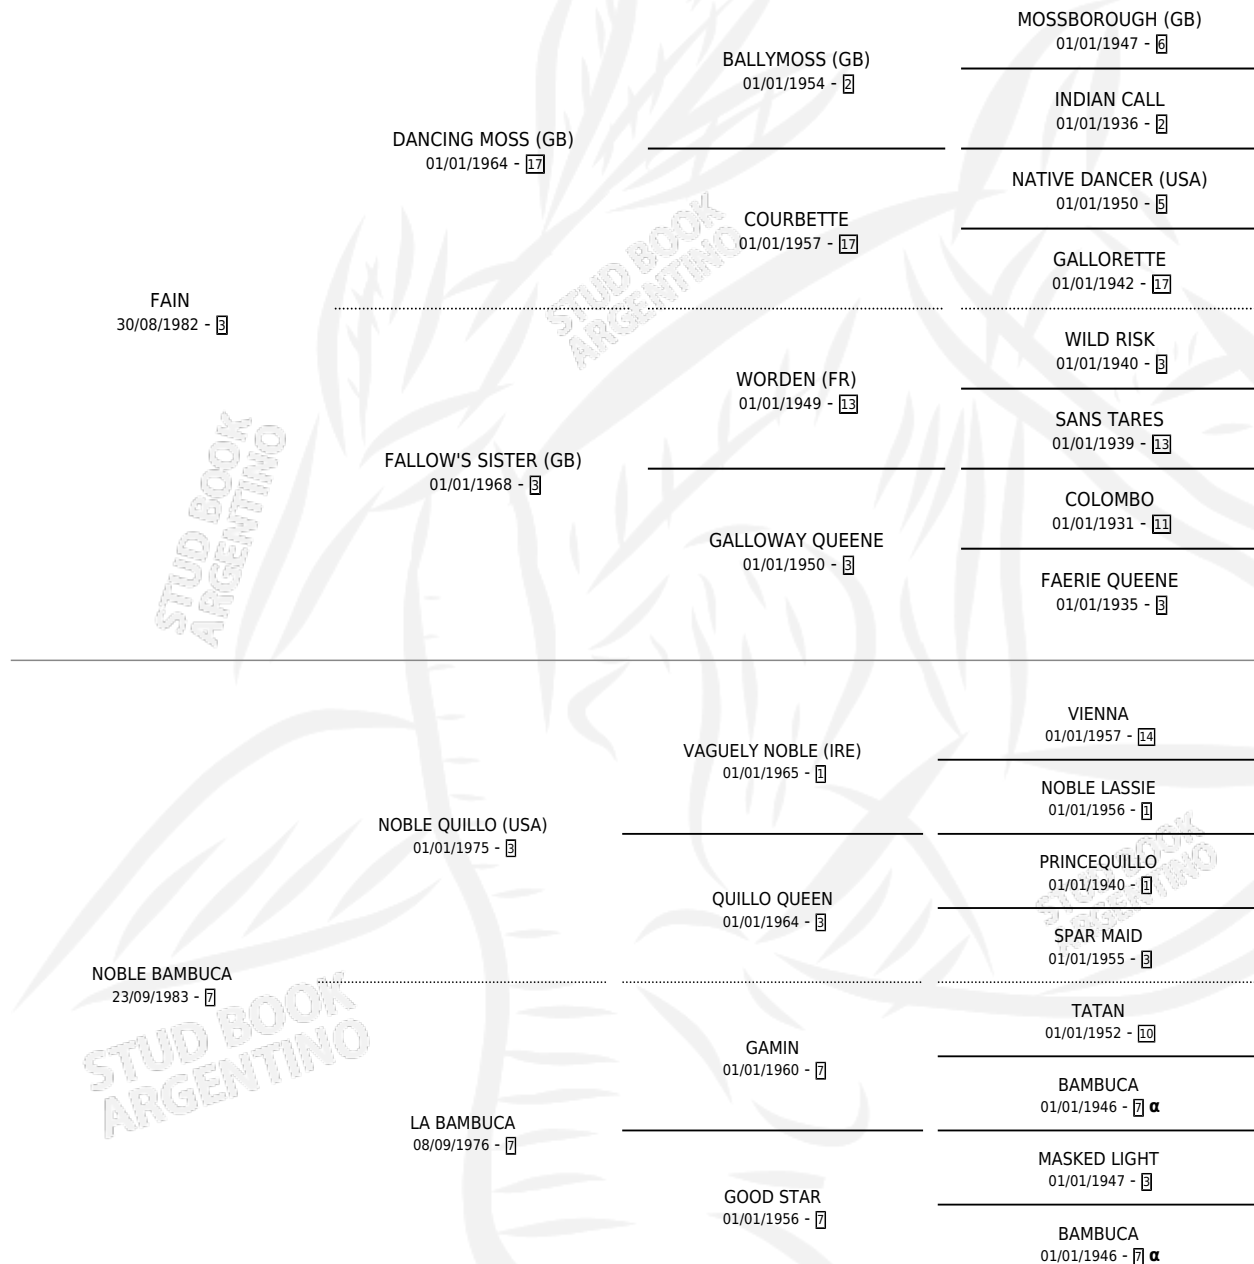 MOSSBOROUGH (GB)
01/01/1947 - 6
BALLYMOSS (GB)
01/01/1954 - 2
INDIAN CALL
01/01/1936 - 2
DANCING MOSS (GB)
01/01/1964 - 17
NATIVE DANCER (USA)
01/01/1950 - 5
COURBETTE
01/01/1957 - 17
GALLORETTE
01/01/1942 - 17
FAIN
30/08/1982 - 3
WILD RISK
01/01/1940 - 3
WORDEN (FR)
01/01/1949 - 13
SANS TARES
01/01/1939 - 13
FALLOW'S SISTER (GB)
01/01/1968 - 3
COLOMBO
01/01/1931 - 11
GALLOWAY QUEENE
01/01/1950 - 3
FAERIE QUEENE
01/01/1935 - 3
VIENNA
01/01/1957 - 14
VAGUELY NOBLE (IRE)
01/01/1965 - 1
NOBLE LASSIE
01/01/1956 - 1
NOBLE QUILLO (USA)
01/01/1975 - 3
PRINCEQUILLO
01/01/1940 - 1
QUILLO QUEEN
01/01/1964 - 3
SPAR MAID
01/01/1955 - 3
NOBLE BAMBUCA
23/09/1983 - 7
TATAN
01/01/1952 - 10
GAMIN
01/01/1960 - 7
BAMBUCA
01/01/1946 - 7 α
LA BAMBUCA
08/09/1976 - 7
MASKED LIGHT
01/01/1947 - 3
GOOD STAR
01/01/1956 - 7
BAMBUCA
01/01/1946 - 7 α
STUD BOOK
ARGENTINO
STUD BOOK
ARGENTINO
STUD BOOK
ARGENTINO
STUD BOOK
ARGENTINO